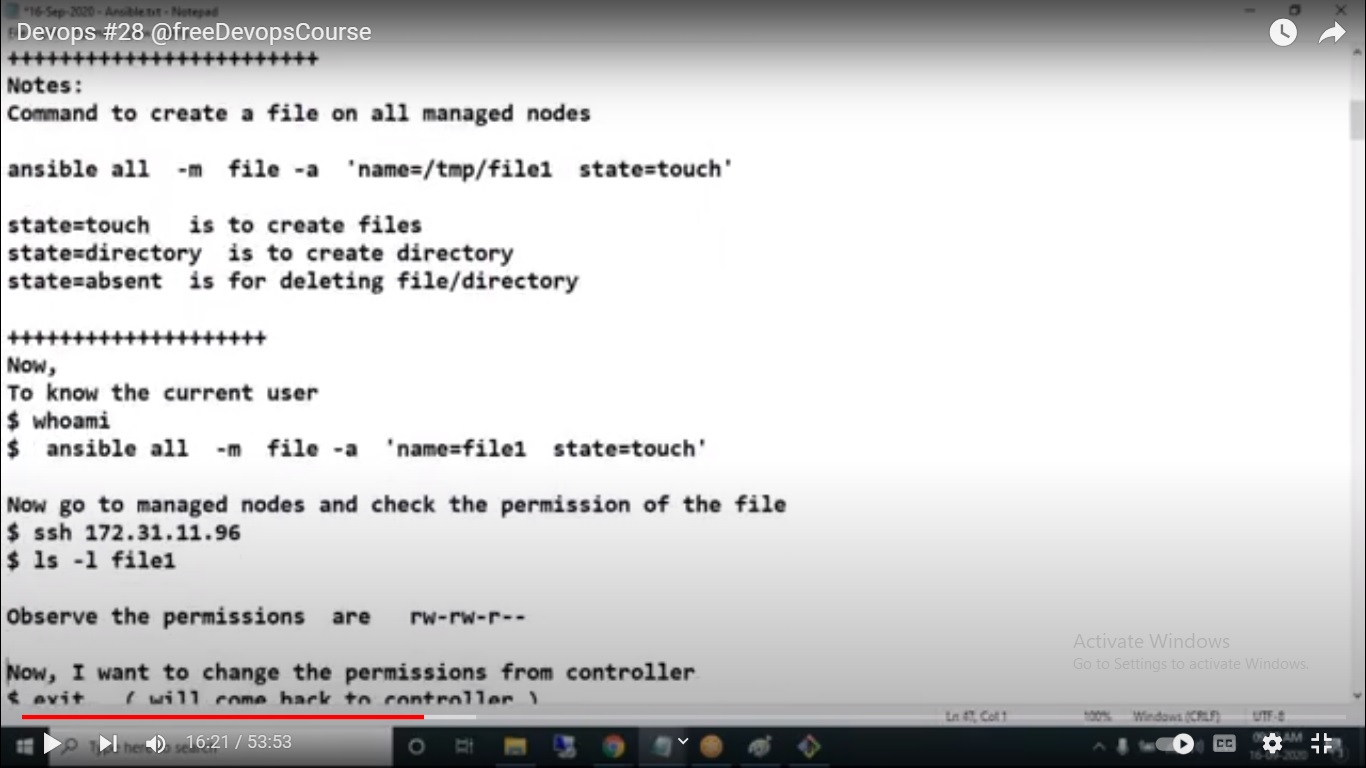 *16-Sep-2020 - Ansible.txt - Notepad
Devops #28 @freeDevopsCourse
++++++++++++++++++++++++
Notes:
Command to create a file on all managed nodes
ansible all  -m  file -a  'name=/tmp/file1  state=touch'
state=touch   is to create files
state=directory  is to create directory
state=absent  is for deleting file/directory
++++++++++++++++++++
Now,
To know the current user
$ whoami
$  ansible all  -m  file -a  'name=file1  state=touch'
Now go to managed nodes and check the permission of the file
$ ssh 172.31.11.96
$ ls -l file1
Observe the permissions  are   rw-rw-r--
Activate Windows
Go to Settings to activate Windows.
Now, I want to change the permissions from controller
$ exit   ( will come back to controller )
Ln 47, Col 1 100% Windows (CRLF) UTF-8
Type here to search
16:21 / 53:53
CC
AM
16-09-2020